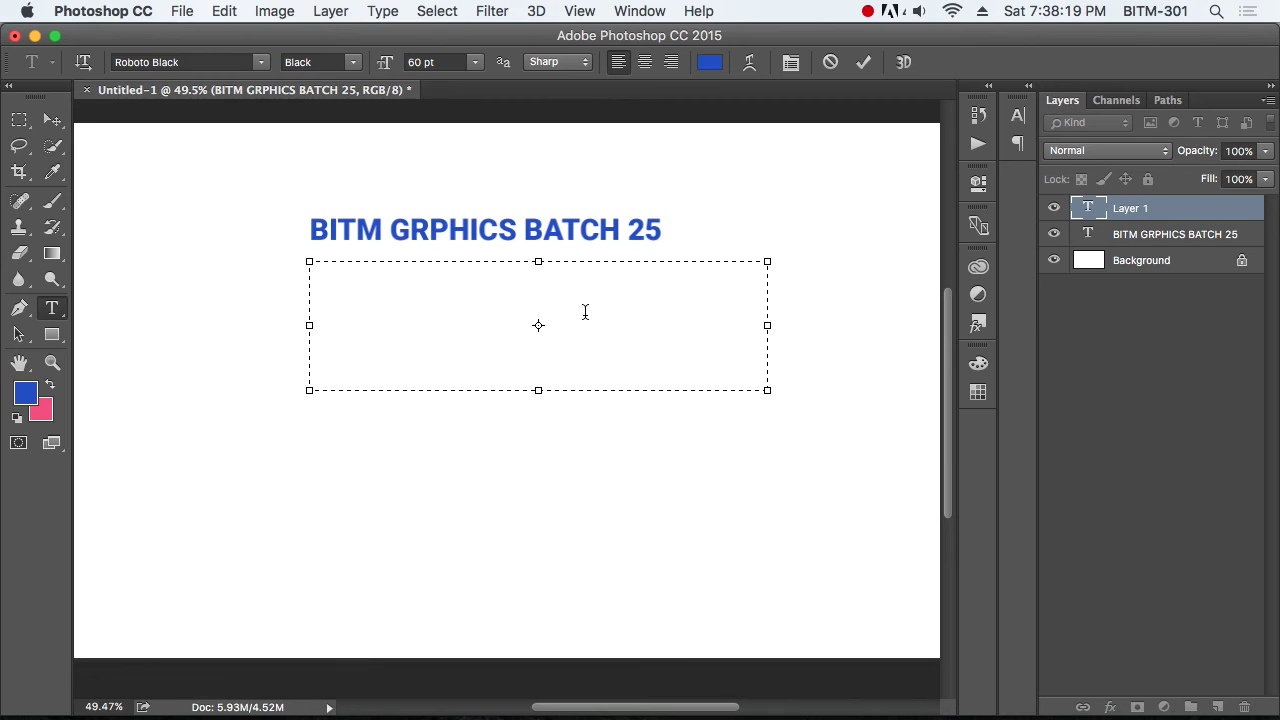 Photoshop CC File Edit Image Layer Type Select Filter 3D View Window Help Sat 7:38:19 PM BITM-301
Adobe Photoshop CC 2015
Roboto Black Black 60 pt Sharp 3D
Untitled-1 @ 49.5% (BITM GRPHICS BATCH 25, RGB/8) *
Layers Channels Paths
Kind
Normal Opacity: 100%
Lock: Fill: 100%
Layer 1
BITM GRPHICS BATCH 25
Background
BITM GRPHICS BATCH 25
49.47% Doc: 5.93M/4.52M